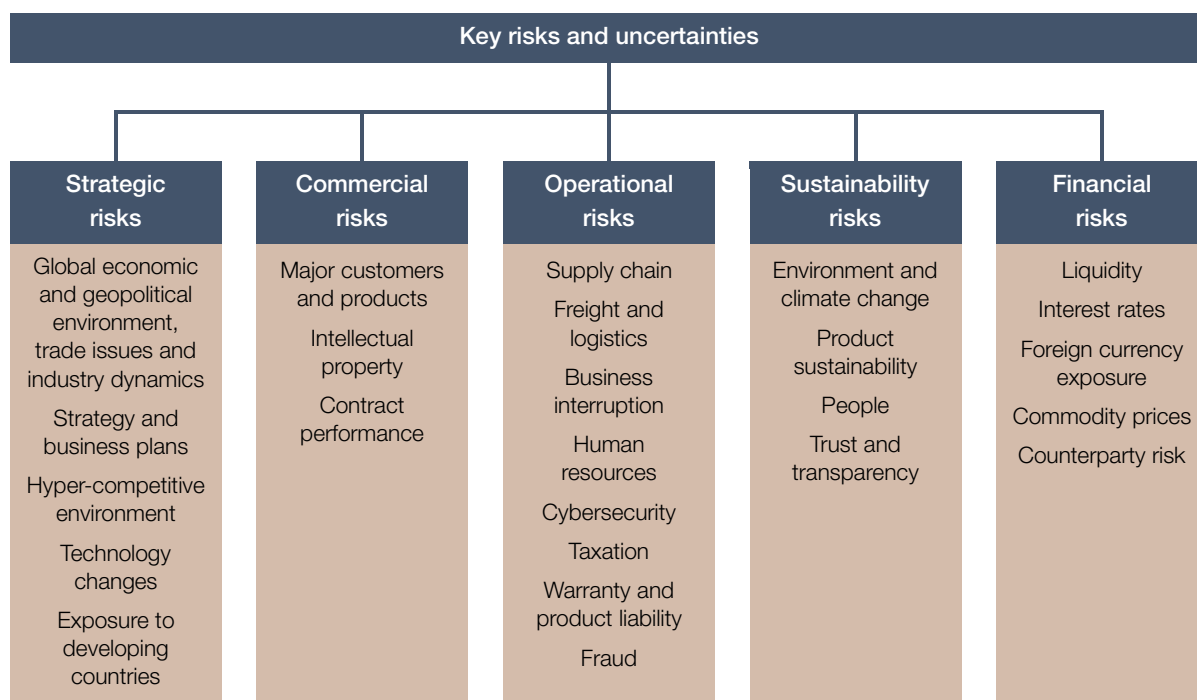 Key risks and uncertainties
Strategic
risks
Global economic
and geopolitical
environment,
trade issues and
industry dynamics
Strategy and
business plans
Hyper-competitive
environment
Technology
changes
Exposure to
developing
countries
Commercial
risks
Major customers
and products
Intellectual
property
Contract
performance
Operational
risks
Supply chain
Freight and
logistics
Business
interruption
Human
resources
Cybersecurity
Taxation
Warranty and
product liability
Fraud
Sustainability
risks
Environment and
climate change
Product
sustainability
People
Trust and
transparency
Financial
risks
Liquidity
Interest rates
Foreign currency
exposure
Commodity prices
Counterparty risk